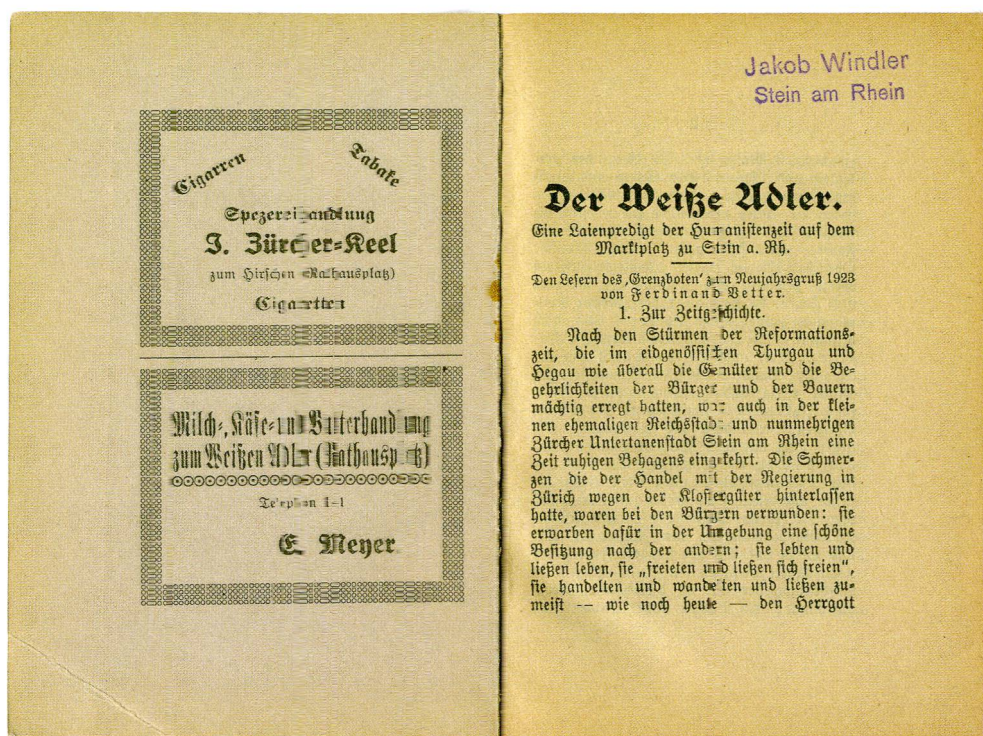 Cigarren
Tabake
Spezereihandlung
J. Zürcher-Keel
zum Hirschen (Rathausplatz)
Cigaretten
Milch-, Käse- und Butterhandlung
zum Weißen Adler (Rathausplatz)
Telephon
E. Meyer
Jakob Windler
Stein am Rhein
Der Weiße Adler.
Eine Laienpredigt der Humanistenzeit auf dem
Marktplatz zu Stein a. Rh.
Den Lesern des ‚Grenzboten‘ zum Neujahrsgruß 1923
von Ferdinand Vetter.
1. Zur Zeitgeschichte.
Nach den Stürmen der Reformations-
zeit, die im eidgenössischen Thurgau und
Hegau wie überall die Gemüter und die Be-
gehrlichkeiten der Bürger und der Bauern
mächtig erregt hatten, war auch in der klei-
nen ehemaligen Reichsstadt und nunmehrigen
Zürcher Untertanenstadt Stein am Rhein eine
Zeit ruhigen Behagens eingekehrt. Die Schmer-
zen die der Handel mit der Regierung in
Zürich wegen der Klostergüter hinterlassen
hatte, waren bei den Bürgern verwunden: sie
erwarben dafür in der Umgebung eine schöne
Besitzung nach der andern; sie lebten und
ließen leben, sie „freieten und ließen sich freien“,
sie handelten und wandelten und ließen zu-
meist — wie noch heute — den Herrgott